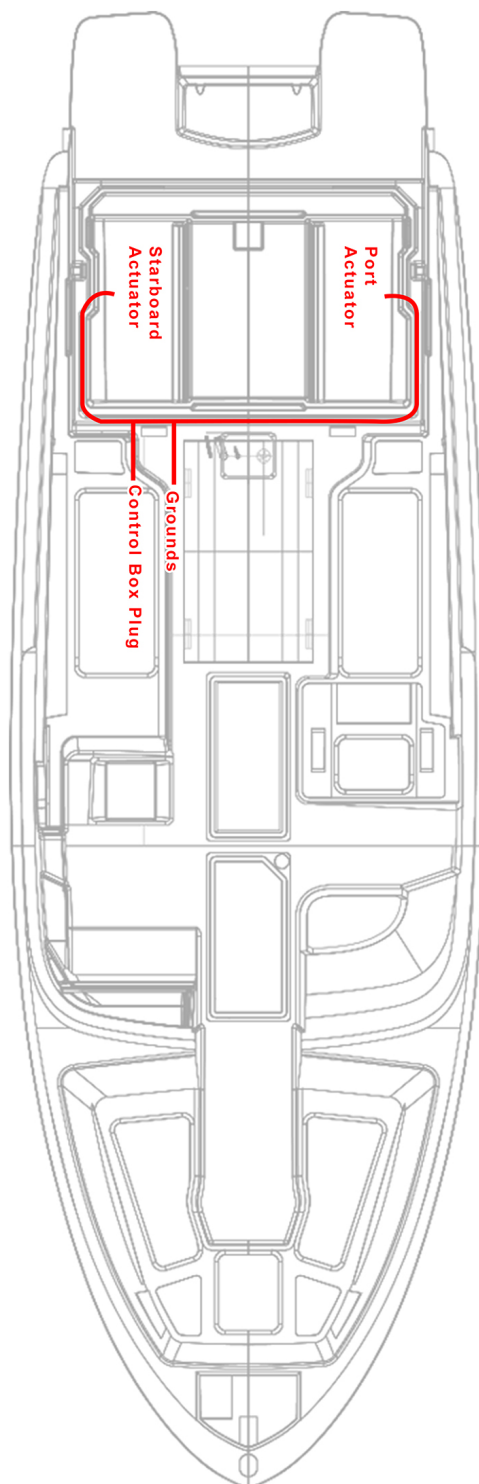 Port
Actuator
Starboard
Actuator
Grounds
Control Box Plug